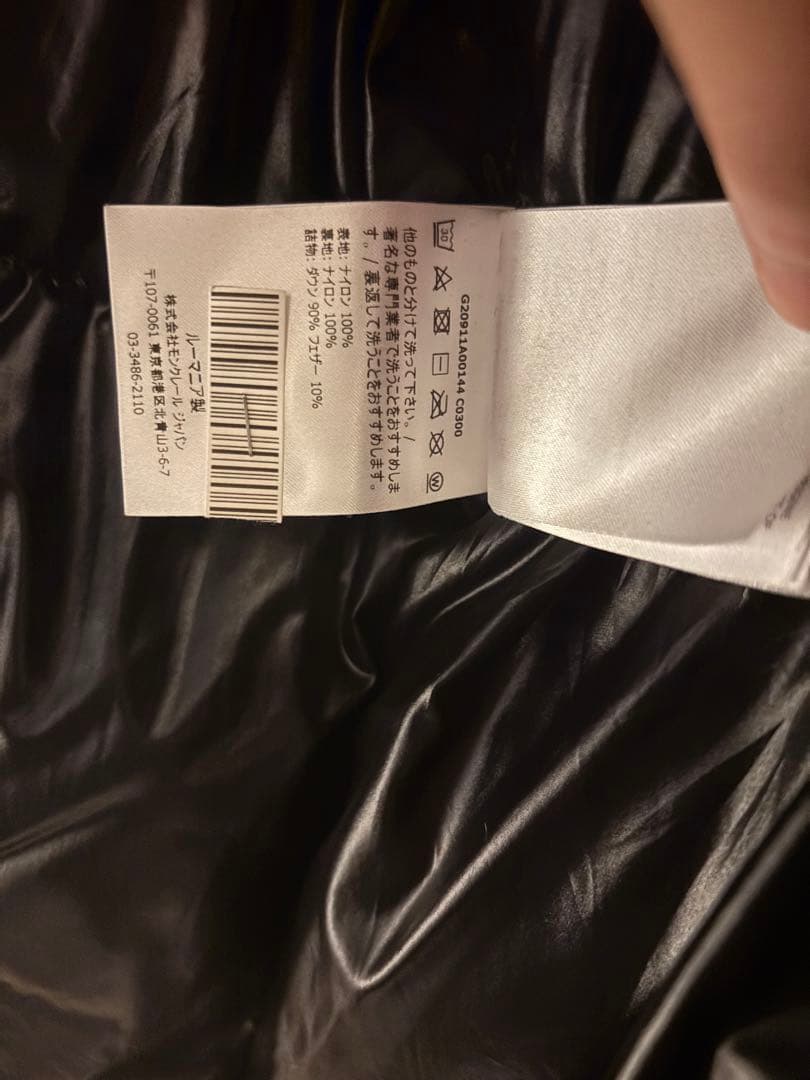 G20911A00144 C0300
30
W
他のものと分けて洗って下さい。/
著名な専門業者で洗うことをおすすめしま
す。/ 裏返して洗うことをおすすめします。
表地: ナイロン 100%
裏地: ナイロン 100%
詰物: ダウン 90% フェザー 10%
ルーマニア製
株式会社モンクレール ジャパン
〒107-0061 東京都港区北青山3-6-7
03-3486-2110